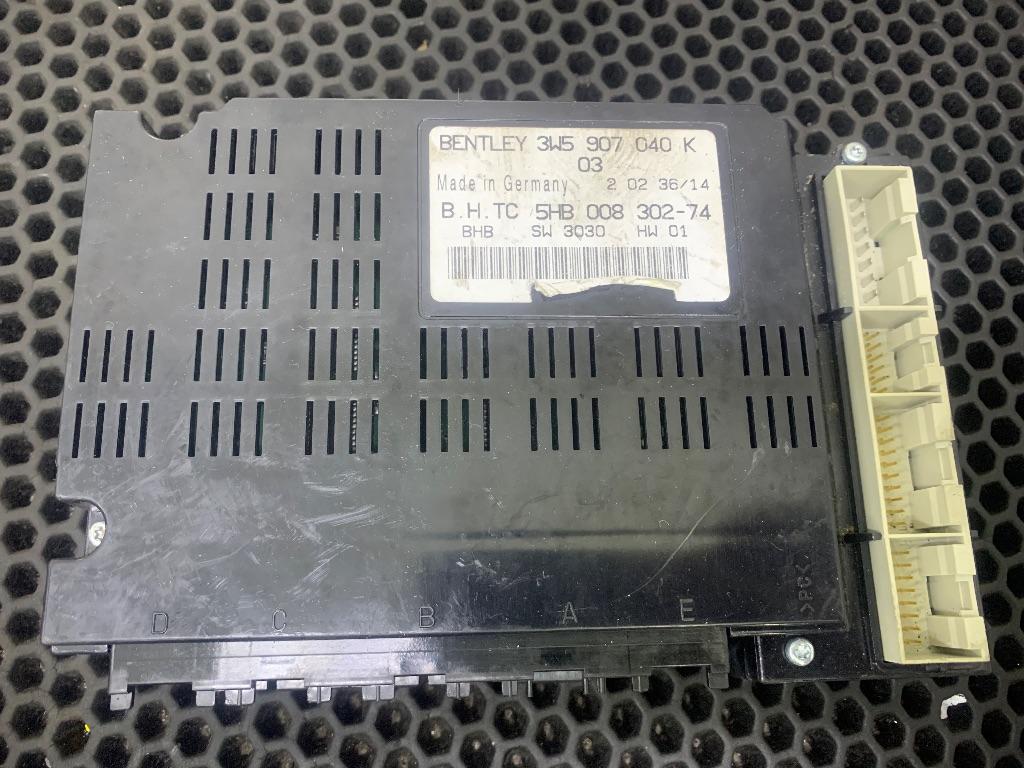 BENTLEY 3W5 907 040 K
03
Made in Germany 2 02 36/14
B.H.TC 5HB 008 302-74
BHB SW 3030 HW 01
>PC<
D C B A E